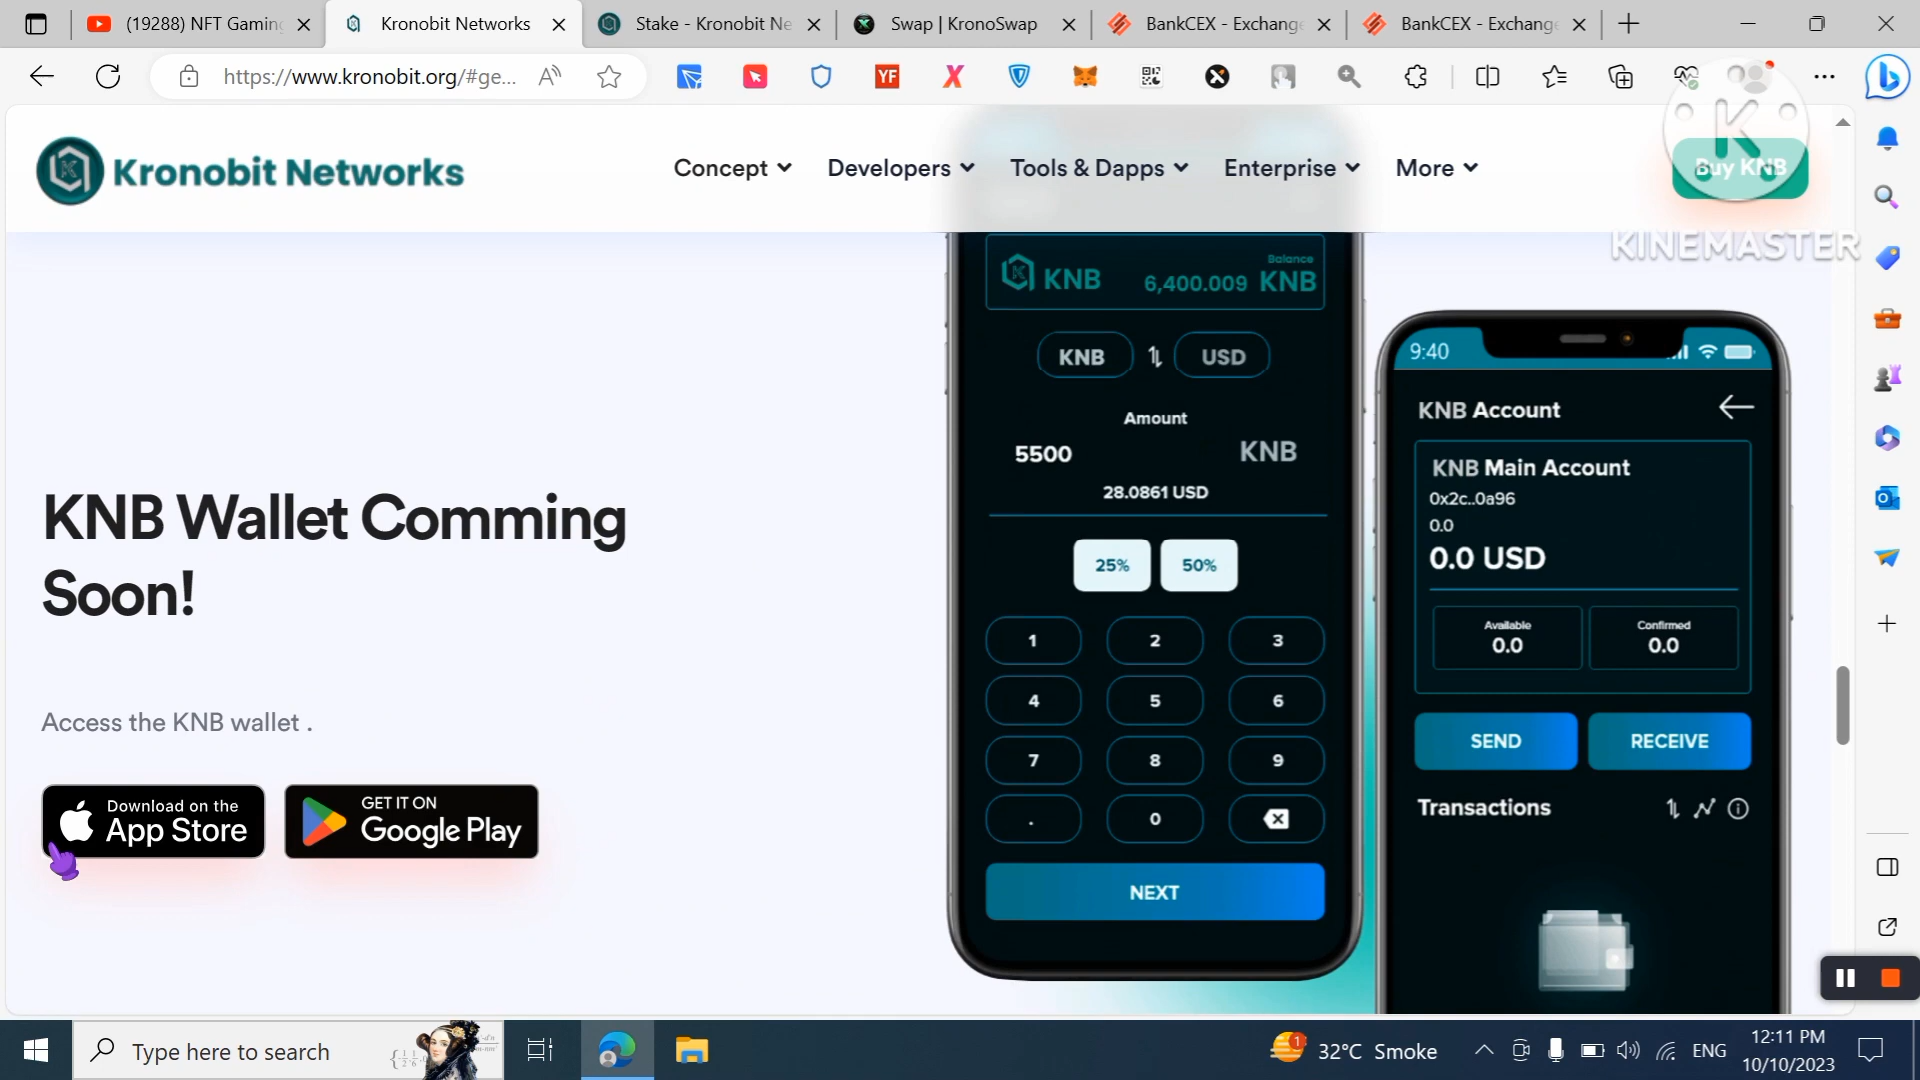 (19288) NFT Gaming
Kronobit Networks
Stake - Kronobit Ne
Swap | KronoSwap
BankCEX - Exchange
BankCEX - Exchange
https://www.kronobit.org/#ge...
Kronobit Networks
Concept
Developers
Tools & Dapps
Enterprise
More
Buy KNB
K
KINEMASTER
KNB
Balance
6,400.009 KNB
KNB
USD
Amount
5500
KNB
28.0861 USD
25%
50%
1 2 3
4 5 6
7 8 9
. 0
NEXT
9:40
KNB Account
KNB Main Account
0x2c..0a96
0.0
0.0 USD
Available
0.0
Confirmed
0.0
SEND
RECEIVE
Transactions
KNB Wallet Comming
Soon!
Access the KNB wallet .
Download on the
App Store
GET IT ON
Google Play
Type here to search
32°C Smoke
ENG
12:11 PM
10/10/2023